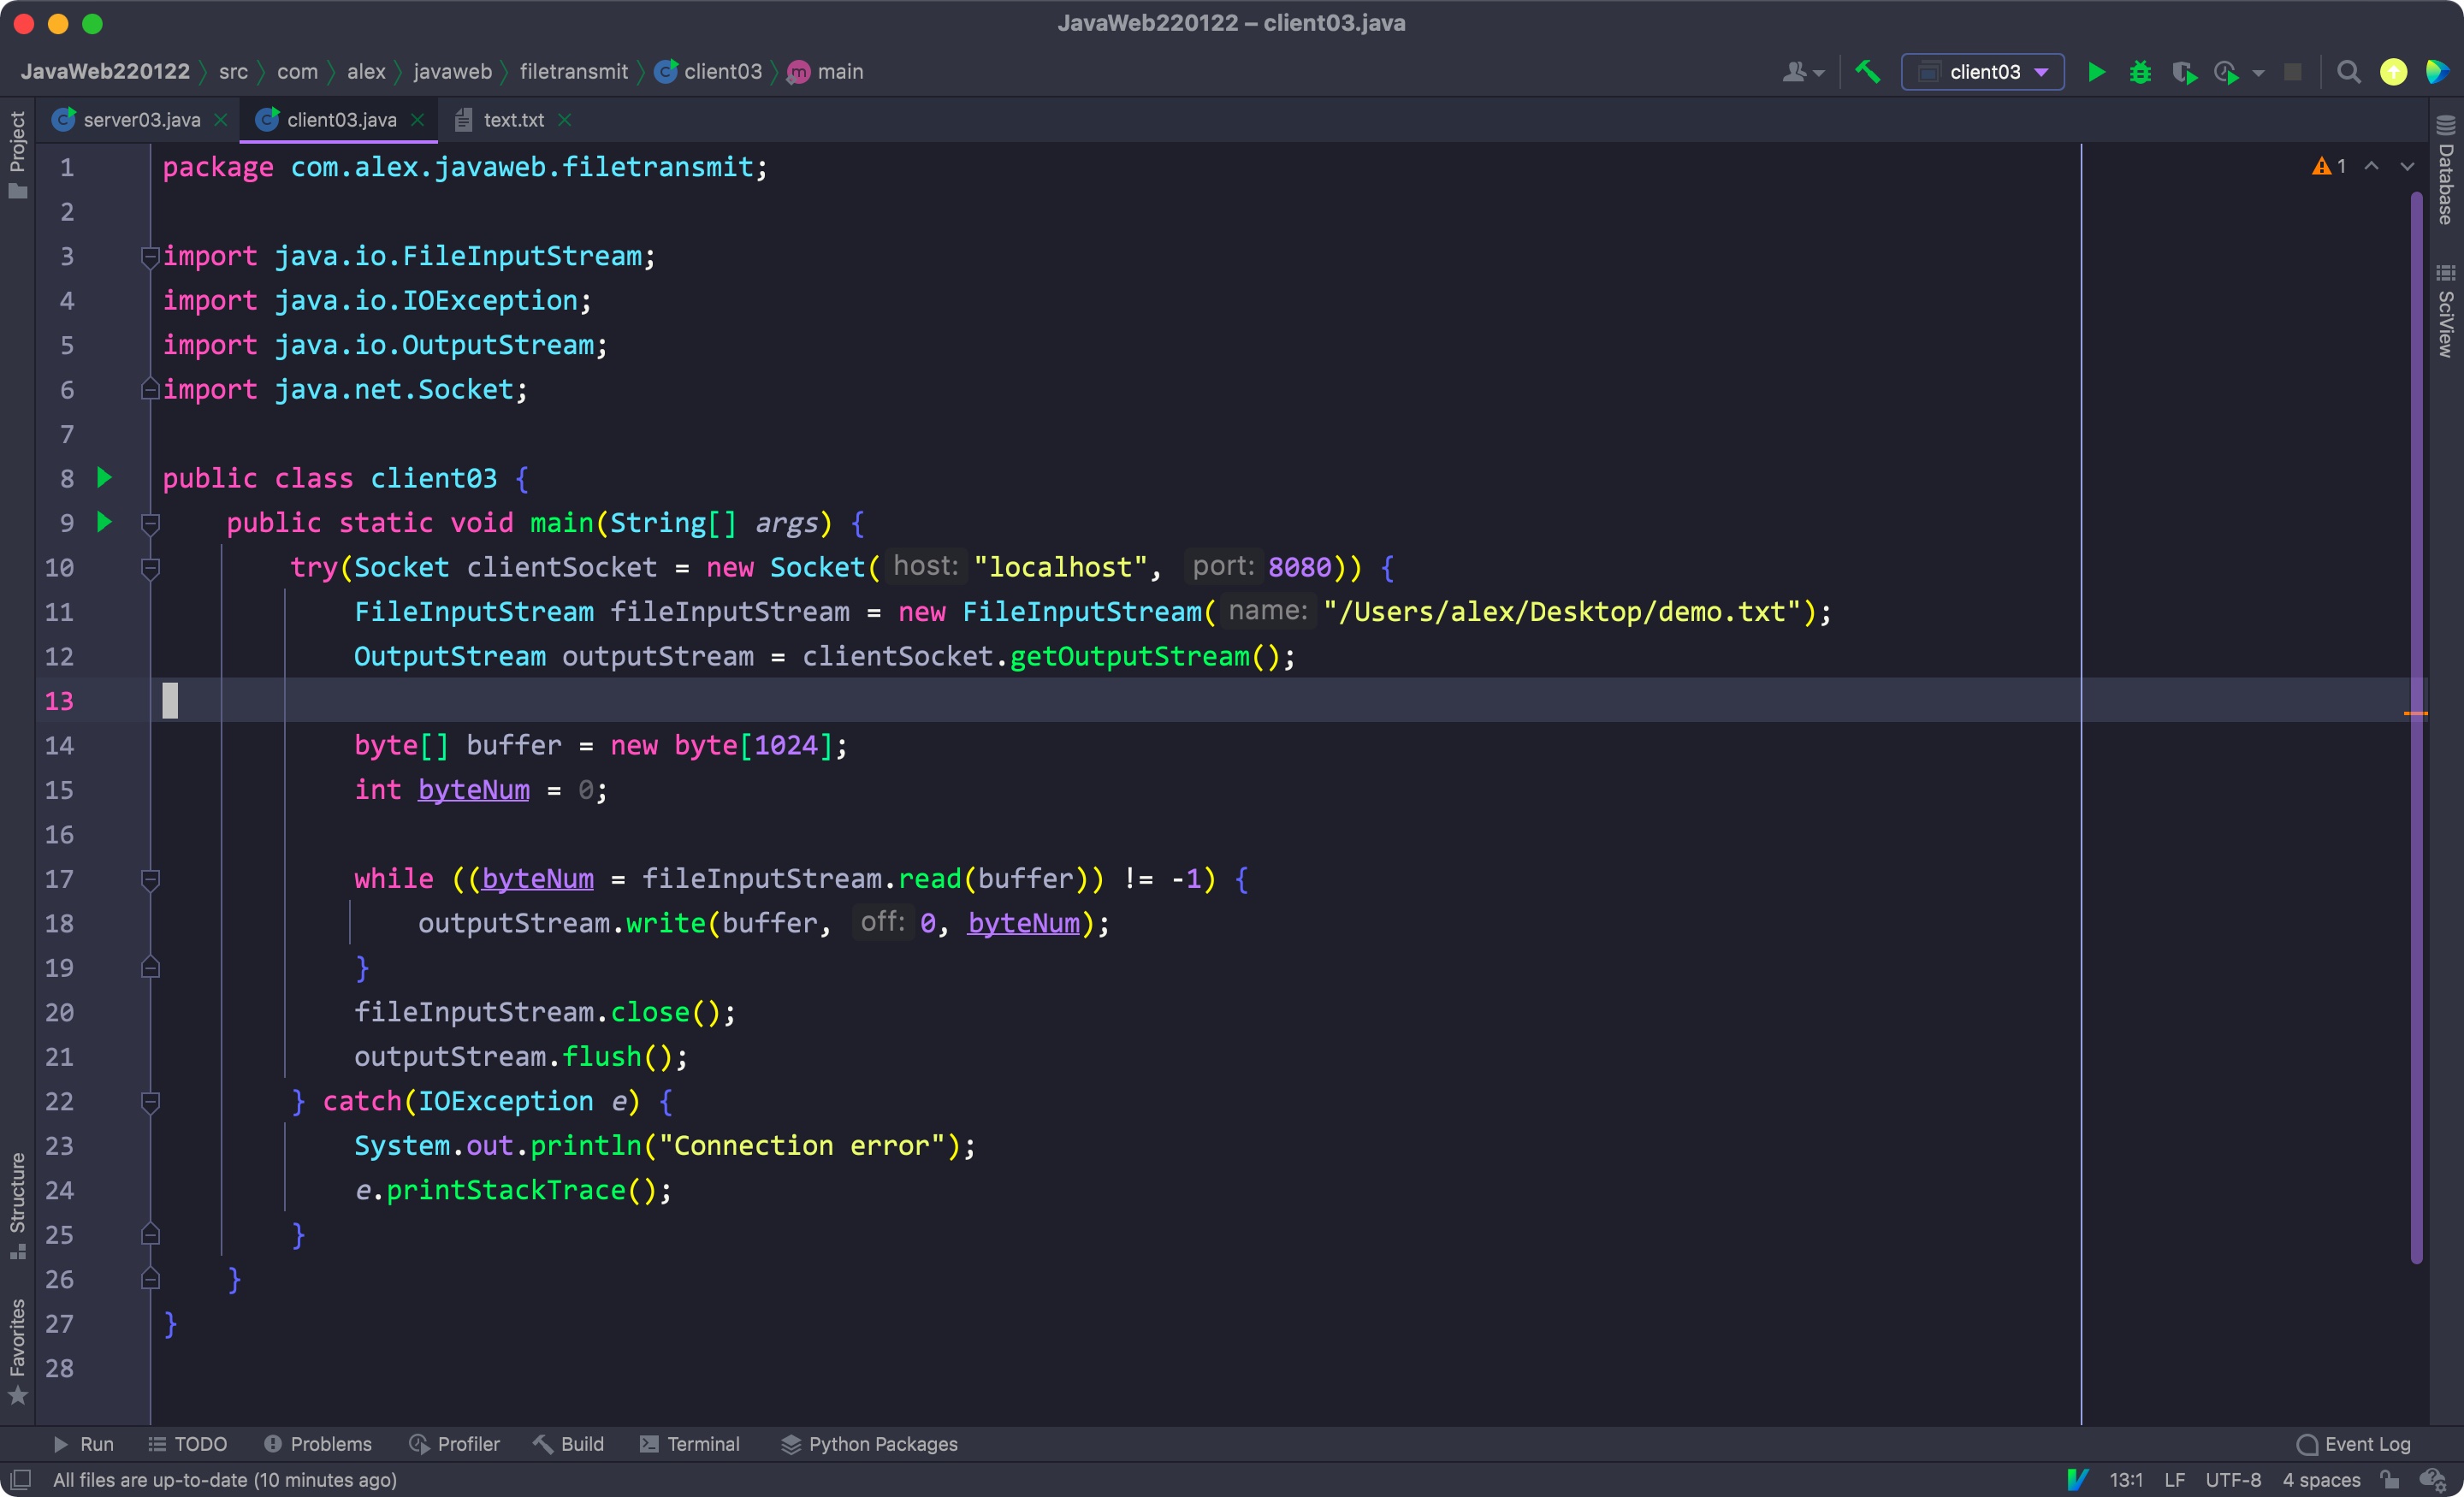 JavaWeb220122 – client03.java
JavaWeb220122 src com alex javaweb filetransmit client03 main
client03
server03.java client03.java text.txt
Project
Structure
Favorites
Database
SciView
1
1 package com.alex.javaweb.filetransmit;
2
3 import java.io.FileInputStream;
4 import java.io.IOException;
5 import java.io.OutputStream;
6 import java.net.Socket;
7
8 public class client03 {
9 public static void main(String[] args) {
10 try(Socket clientSocket = new Socket( host: "localhost", port: 8080)) {
11 FileInputStream fileInputStream = new FileInputStream( name: "/Users/alex/Desktop/demo.txt");
12 OutputStream outputStream = clientSocket.getOutputStream();
13
14 byte[] buffer = new byte[1024];
15 int byteNum = 0;
16
17 while ((byteNum = fileInputStream.read(buffer)) != -1) {
18 outputStream.write(buffer, off: 0, byteNum);
19 }
20 fileInputStream.close();
21 outputStream.flush();
22 } catch(IOException e) {
23 System.out.println("Connection error");
24 e.printStackTrace();
25 }
26 }
27 }
28
Run TODO Problems Profiler Build Terminal Python Packages Event Log
All files are up-to-date (10 minutes ago) 13:1 LF UTF-8 4 spaces